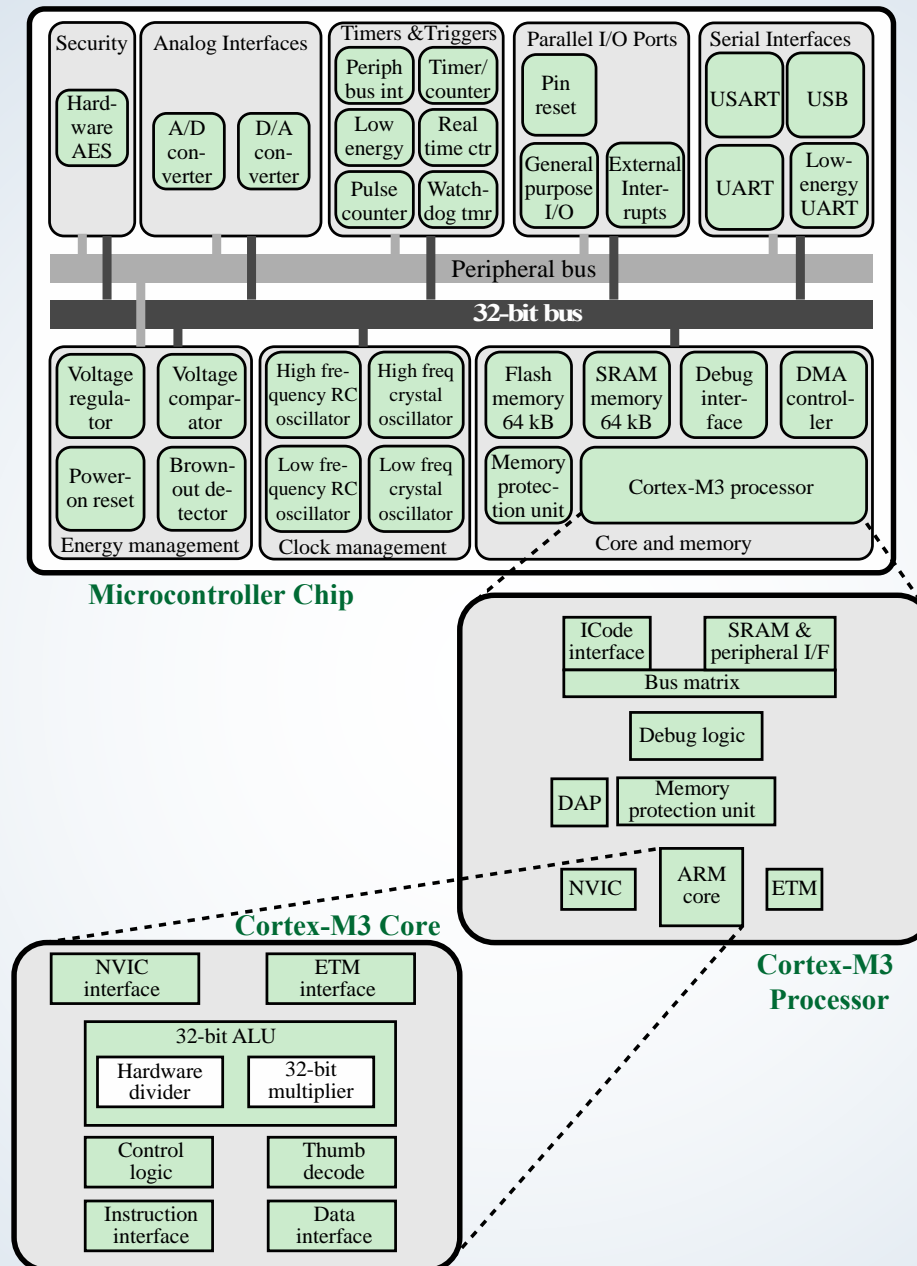 Security
Analog Interfaces
Timers &Triggers
Parallel I/O Ports
Serial Interfaces
Hard-
ware
AES
A/D
con-
verter
D/A
con-
verter
Periph
bus int
Timer/
counter
Low
energy
Real
time ctr
Pulse
counter
Watch-
dog tmr
Pin
reset
General
purpose
I/O
External
Inter-
rupts
USART
USB
UART
Low-
energy
UART
Peripheral bus
32-bit bus
Voltage
regula-
tor
Voltage
compar-
ator
Power-
on reset
Brown-
out de-
tector
Energy management
High fre-
quency RC
oscillator
High freq
crystal
oscillator
Low fre-
quency RC
oscillator
Low freq
crystal
oscillator
Clock management
Flash
memory
64 kB
SRAM
memory
64 kB
Debug
inter-
face
DMA
control-
ler
Memory
protec-
tion unit
Cortex-M3 processor
Core and memory
Microcontroller Chip
ICode
interface
SRAM &
peripheral I/F
Bus matrix
Debug logic
DAP
Memory
protection unit
NVIC
ARM
core
ETM
Cortex-M3
Processor
Cortex-M3 Core
NVIC
interface
ETM
interface
32-bit ALU
Hardware
divider
32-bit
multiplier
Control
logic
Thumb
decode
Instruction
interface
Data
interface